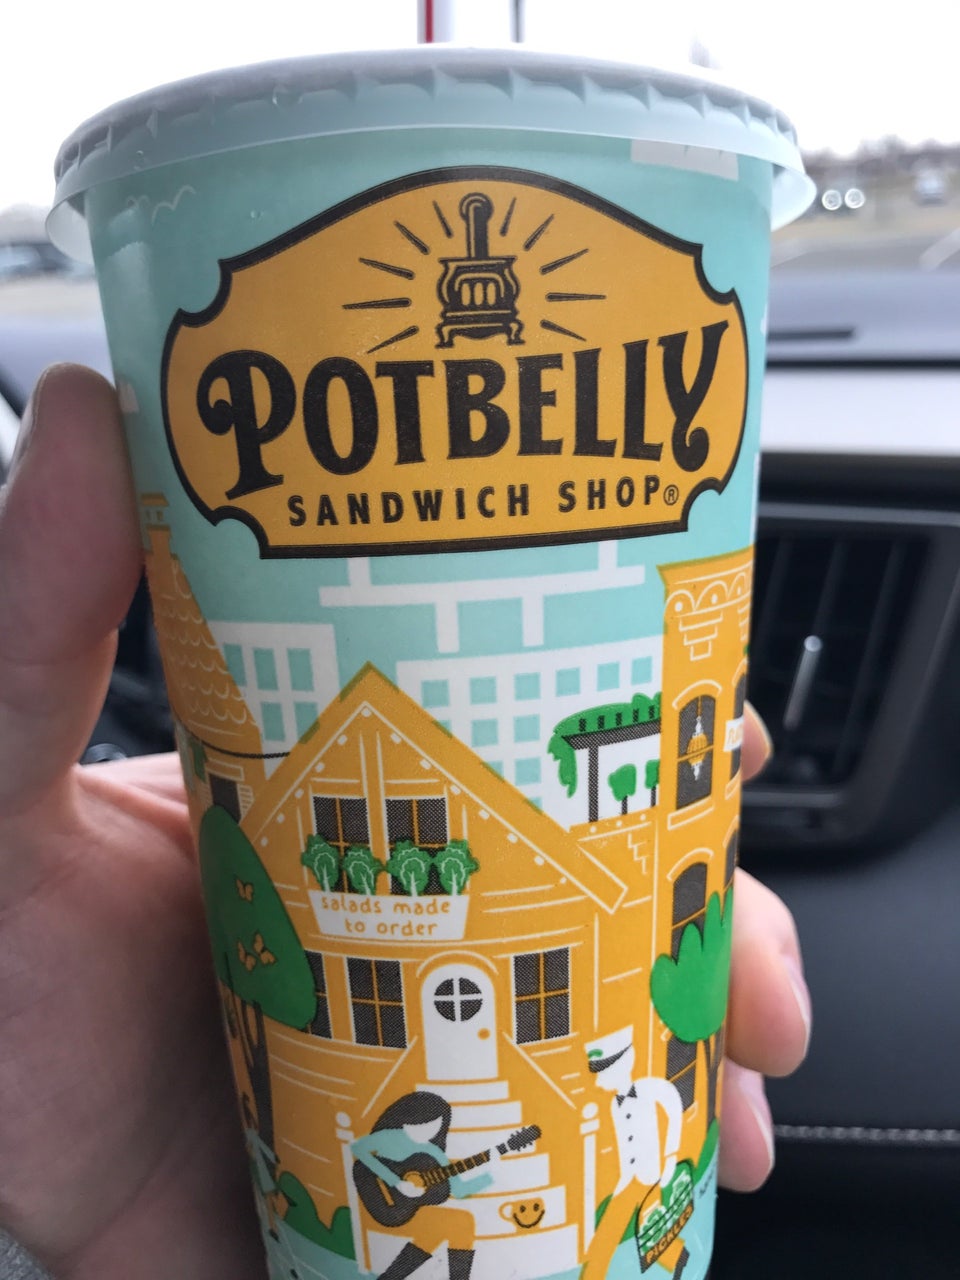 POTBELLY
SANDWICH SHOP®
salads made
to order
PICKLES